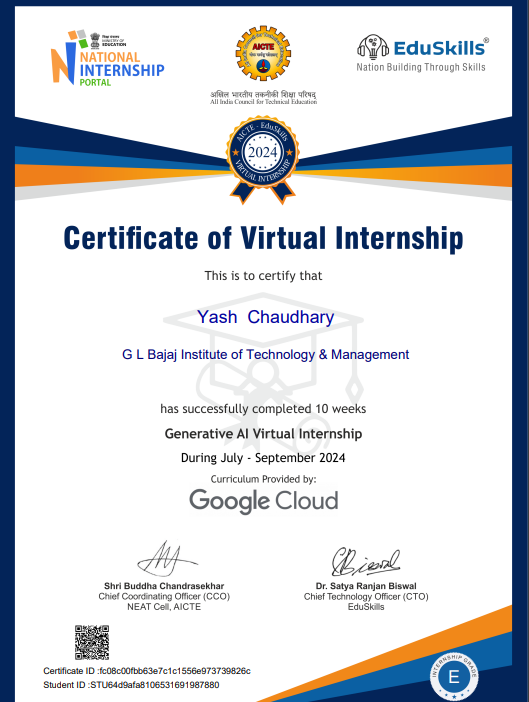 शिक्षा मंत्रालय
MINISTRY OF
EDUCATION
NATIONAL
INTERNSHIP
PORTAL
AICTE
अखिल भारतीय तकनीकी शिक्षा परिषद्
All India Council for Technical Education
EduSkills®
Nation Building Through Skills
AICTE - EduSkills
2024
VIRTUAL INTERNSHIP
Certificate of Virtual Internship
This is to certify that
Yash Chaudhary
G L Bajaj Institute of Technology & Management
has successfully completed 10 weeks
Generative AI Virtual Internship
During July - September 2024
Curriculum Provided by:
Google Cloud
Shri Buddha Chandrasekhar
Chief Coordinating Officer (CCO)
NEAT Cell, AICTE
Dr. Satya Ranjan Biswal
Chief Technology Officer (CTO)
EduSkills
Certificate ID :fc08c00fbb63e7c1c1556e973739826c
Student ID :STU64d9afa8106531691987880
INTERNSHIP GRADE
E